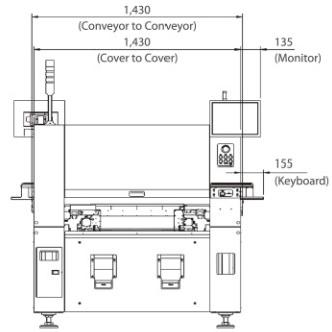 1,430
(Conveyor to Conveyor)
1,430
(Cover to Cover)
135
(Monitor)
155
(Keyboard)